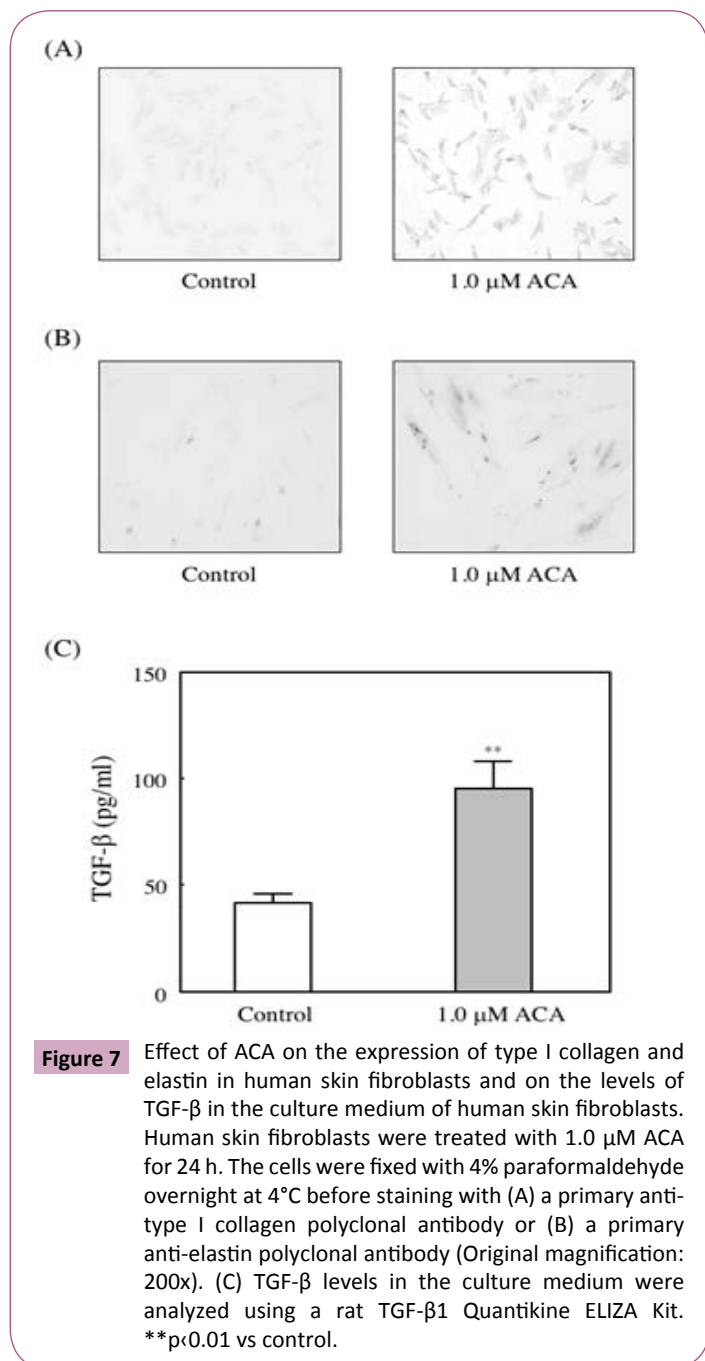 (A)
Control 1.0 μM ACA
(B)
Control 1.0 μM ACA
(C)
150
100
50
0
TGF-β (pg/ml)
**
Control 1.0 μM ACA
Figure 7 Effect of ACA on the expression of type I collagen and
elastin in human skin fibroblasts and on the levels of
TGF-β in the culture medium of human skin fibroblasts.
Human skin fibroblasts were treated with 1.0 μM ACA
for 24 h. The cells were fixed with 4% paraformaldehyde
overnight at 4°C before staining with (A) a primary anti-
type I collagen polyclonal antibody or (B) a primary
anti-elastin polyclonal antibody (Original magnification:
200x). (C) TGF-β levels in the culture medium were
analyzed using a rat TGF-β1 Quantikine ELIZA Kit.
**p‹0.01 vs control.